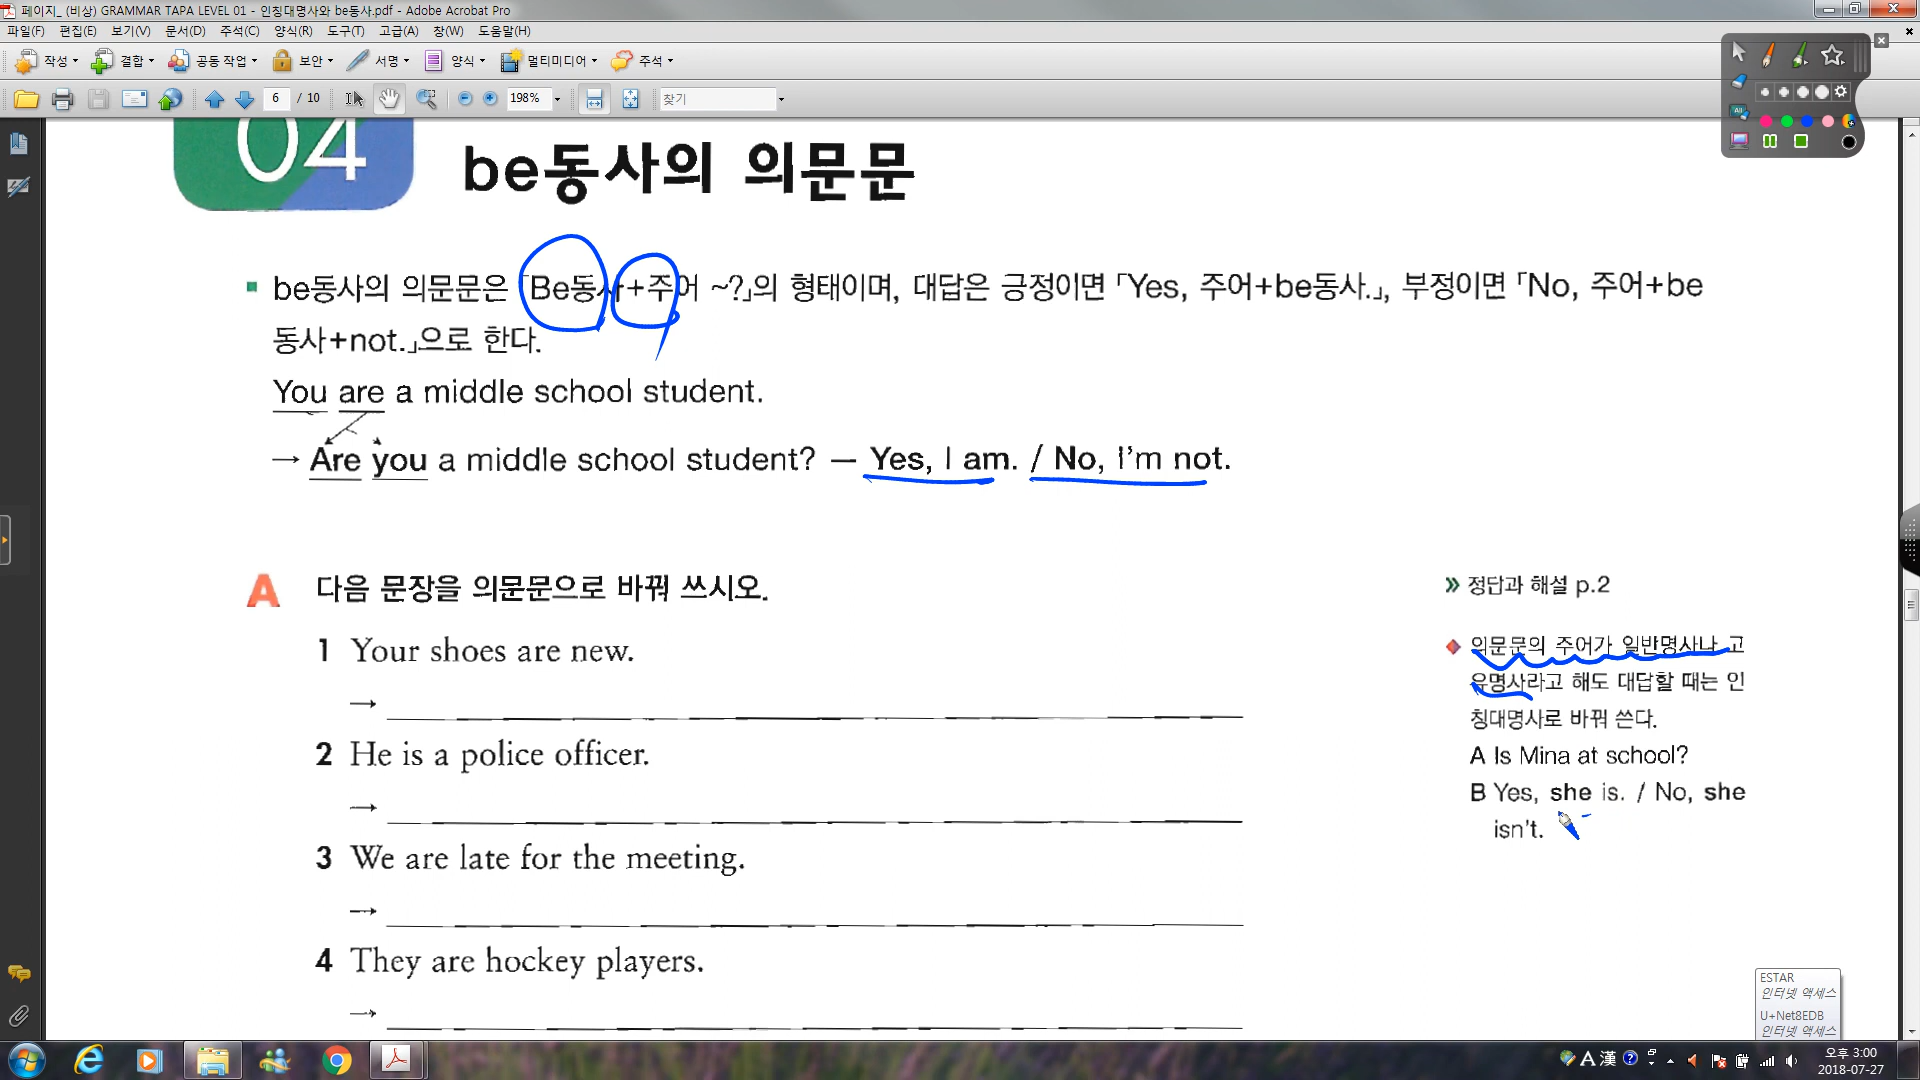 페이지_ (비상) GRAMMAR TAPA LEVEL 01 - 인칭대명사와 be동사.pdf - Adobe Acrobat Pro
파일(F) 편집(E) 보기(V) 문서(D) 주석(C) 양식(R) 도구(T) 고급(A) 창(W) 도움말(H)
작성 결합 공동 작업 보안 서명 양식 멀티미디어 주석
6 / 10 198% 찾기
04 be동사의 의문문
be동사의 의문문은 「Be동사+주어 ~?」의 형태이며, 대답은 긍정이면 「Yes, 주어+be동사.」, 부정이면 「No, 주어+be
동사+not.」으로 한다.
You are a middle school student.
→ Are you a middle school student? — Yes, I am. / No, I'm not.
A 다음 문장을 의문문으로 바꿔 쓰시오.
1 Your shoes are new.
→
2 He is a police officer.
→
3 We are late for the meeting.
→
4 They are hockey players.
→
정답과 해설 p.2
의문문의 주어가 일반명사나 고
유명사라고 해도 대답할 때는 인
칭대명사로 바꿔 쓴다.
A Is Mina at school?
B Yes, she is. / No, she
isn't.
ESTAR
인터넷 액세스
U+Net8EDB
인터넷 액세스
A 漢
오후 3:00
2018-07-27